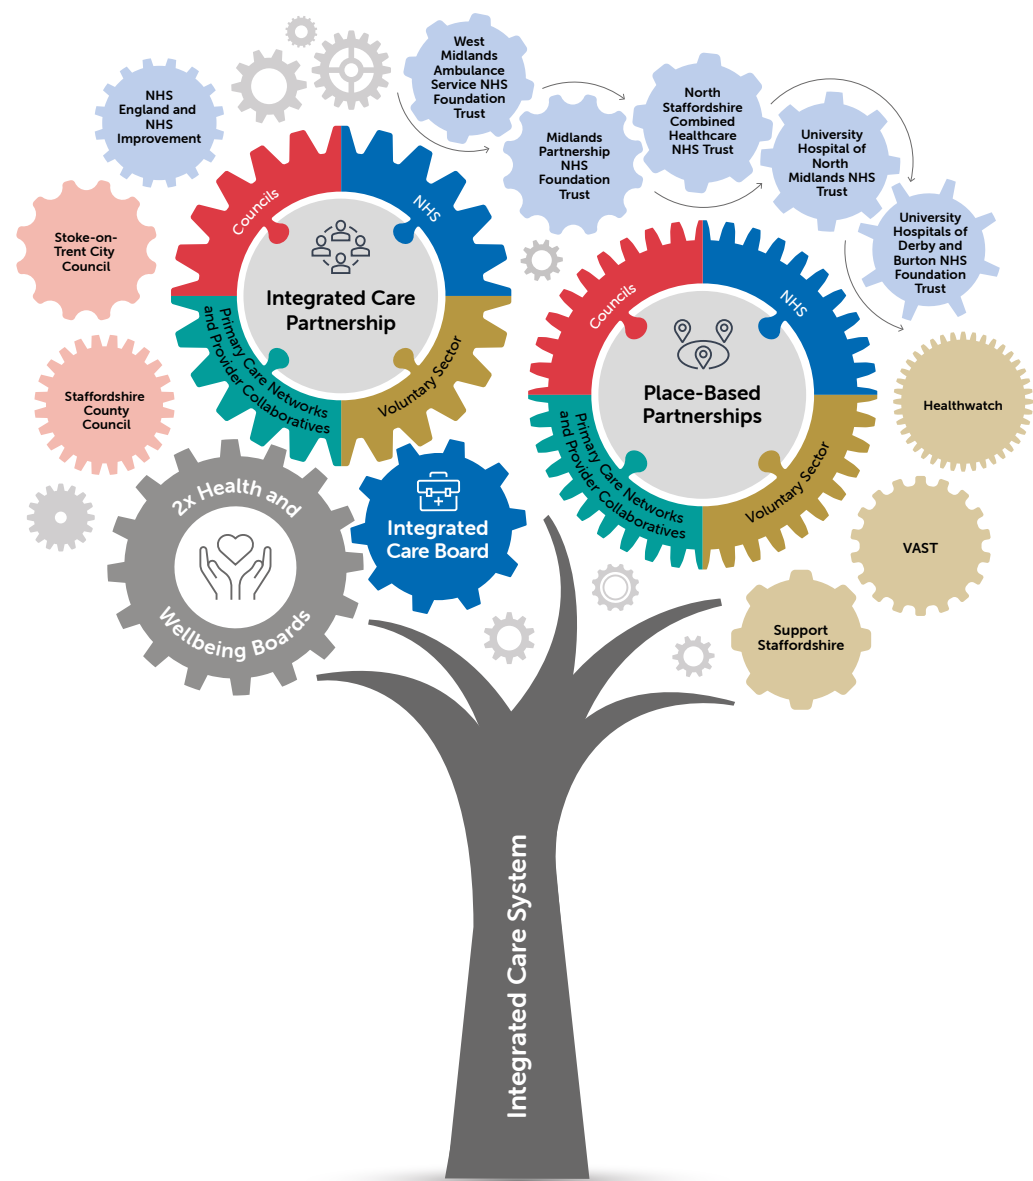 West
Midlands
Ambulance
Service NHS
Foundation
Trust
NHS
England and
NHS
Improvement
North
Staffordshire
Combined
Healthcare
NHS Trust
Midlands
Partnership
NHS
Foundation
Trust
University
Hospital of
North
Midlands NHS
Trust
University
Hospitals of
Derby and
Burton NHS
Foundation
Trust
Stoke-on-
Trent City
Council
Staffordshire
County
Council
Councils
NHS
Integrated Care
Partnership
Primary Care Networks
and Provider Collaboratives
Voluntary Sector
Councils
NHS
Place-Based
Partnerships
Primary Care Networks
and Provider Collaboratives
Voluntary Sector
Healthwatch
VAST
Support
Staffordshire
2x Health and
Wellbeing Boards
Integrated
Care Board
Integrated Care System